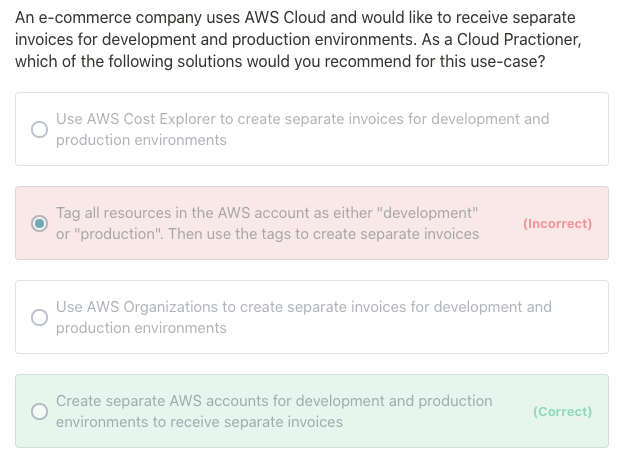 An e-commerce company uses AWS Cloud and would like to receive separate
invoices for development and production environments. As a Cloud Practioner,
which of the following solutions would you recommend for this use-case?
Use AWS Cost Explorer to create separate invoices for development and
production environments
Tag all resources in the AWS account as either "development"
or "production". Then use the tags to create separate invoices
(Incorrect)
Use AWS Organizations to create separate invoices for development and
production environments
Create separate AWS accounts for development and production
environments to receive separate invoices
(Correct)